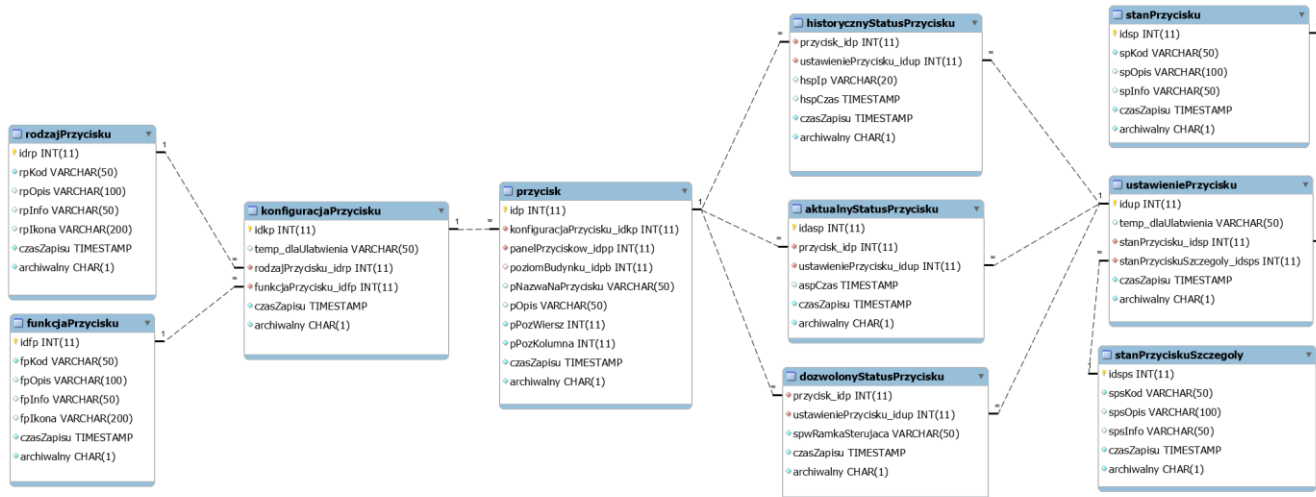 rodzajPrzycisku
idrp INT(11)
rpKod VARCHAR(50)
rpOpis VARCHAR(100)
rpInfo VARCHAR(50)
rpIkona VARCHAR(200)
czasZapisu TIMESTAMP
archiwalny CHAR(1)
funkcjaPrzycisku
idfp INT(11)
fpKod VARCHAR(50)
fpOpis VARCHAR(100)
fpInfo VARCHAR(50)
fpIkona VARCHAR(200)
czasZapisu TIMESTAMP
archiwalny CHAR(1)
1
∞
1
∞
konfiguracjaPrzycisku
idkp INT(11)
temp_dlaUlatwienia VARCHAR(50)
rodzajPrzycisku_idrp INT(11)
funkcjaPrzycisku_idfp INT(11)
czasZapisu TIMESTAMP
archiwalny CHAR(1)
1
∞
przycisk
idp INT(11)
konfiguracjaPrzycisku_idkp INT(11)
panelPrzyciskow_idpp INT(11)
poziomBudynku_idpb INT(11)
pNazwaNaPrzycisku VARCHAR(50)
pOpis VARCHAR(50)
pPozWiersz INT(11)
pPozKolumna INT(11)
czasZapisu TIMESTAMP
archiwalny CHAR(1)
1
∞
∞
∞
historycznyStatusPrzycisku
przycisk_idp INT(11)
ustawieniePrzycisku_idup INT(11)
hspIp VARCHAR(20)
hspCzas TIMESTAMP
czasZapisu TIMESTAMP
archiwalny CHAR(1)
aktualnyStatusPrzycisku
idasp INT(11)
przycisk_idp INT(11)
ustawieniePrzycisku_idup INT(11)
aspCzas TIMESTAMP
czasZapisu TIMESTAMP
archiwalny CHAR(1)
dozwolonyStatusPrzycisku
przycisk_idp INT(11)
ustawieniePrzycisku_idup INT(11)
spwRamkaSterujaca VARCHAR(50)
czasZapisu TIMESTAMP
archiwalny CHAR(1)
∞
∞
∞
1
stanPrzycisku
idsp INT(11)
spKod VARCHAR(50)
spOpis VARCHAR(100)
spInfo VARCHAR(50)
czasZapisu TIMESTAMP
archiwalny CHAR(1)
ustawieniePrzycisku
idup INT(11)
temp_dlaUlatwienia VARCHAR(50)
stanPrzycisku_idsp INT(11)
stanPrzyciskuSzczegoly_idsps INT(11)
czasZapisu TIMESTAMP
archiwalny CHAR(1)
∞
1
stanPrzyciskuSzczegoly
idsps INT(11)
spsKod VARCHAR(50)
spsOpis VARCHAR(100)
spsInfo VARCHAR(50)
czasZapisu TIMESTAMP
archiwalny CHAR(1)